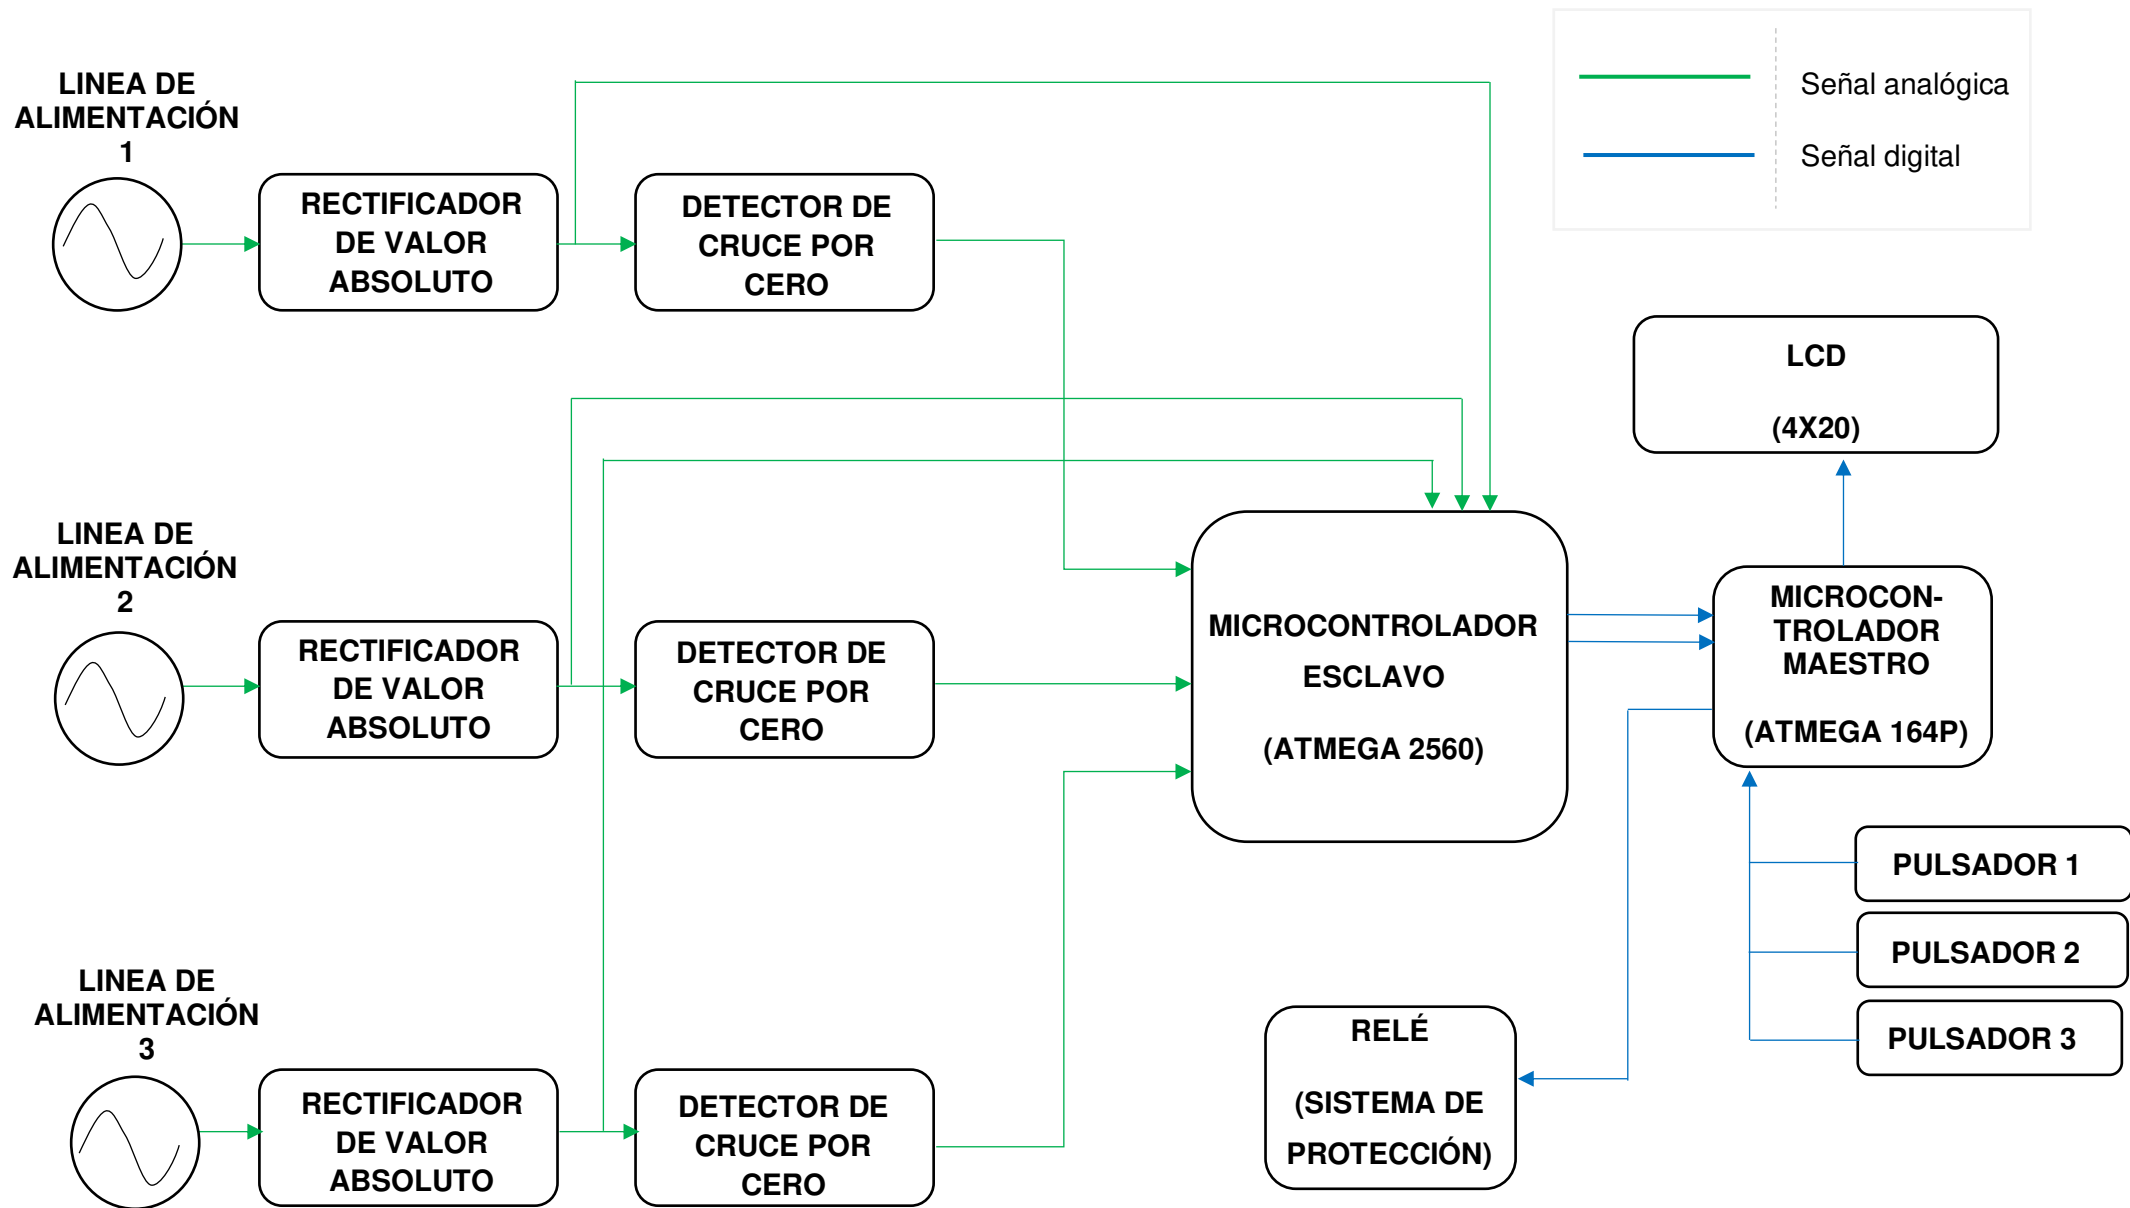 LINEA DE
ALIMENTACIÓN
1
RECTIFICADOR
DE VALOR
ABSOLUTO
DETECTOR DE
CRUCE POR
CERO
Señal analógica
Señal digital
LCD
(4X20)
LINEA DE
ALIMENTACIÓN
2
RECTIFICADOR
DE VALOR
ABSOLUTO
DETECTOR DE
CRUCE POR
CERO
MICROCONTROLADOR
ESCLAVO
(ATMEGA 2560)
MICROCON-
TROLADOR
MAESTRO
(ATMEGA 164P)
PULSADOR 1
PULSADOR 2
PULSADOR 3
LINEA DE
ALIMENTACIÓN
3
RECTIFICADOR
DE VALOR
ABSOLUTO
DETECTOR DE
CRUCE POR
CERO
RELÉ
(SISTEMA DE
PROTECCIÓN)